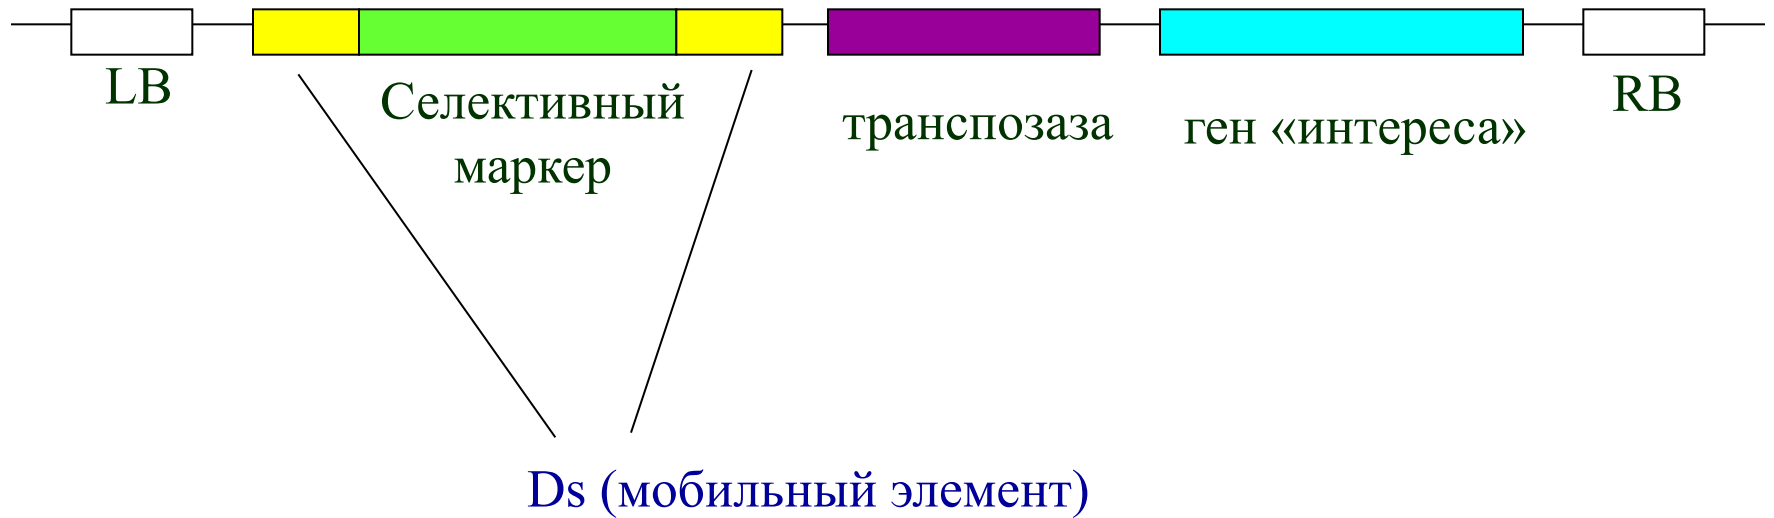 LB
Селективный
маркер
транспозаза
ген «интереса»
RB
Ds (мобильный элемент)